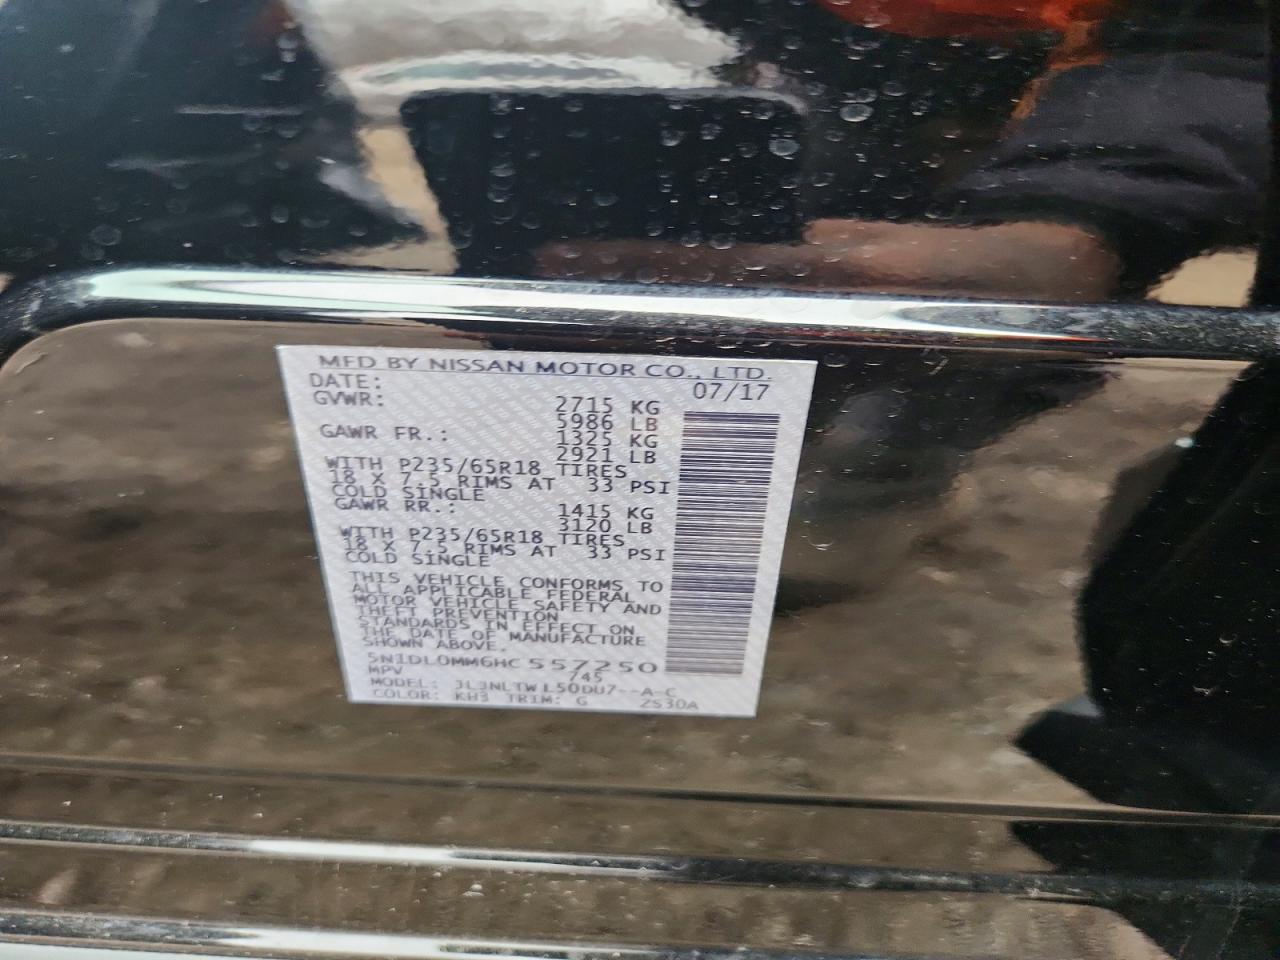 MFD BY NISSAN MOTOR CO., LTD.
DATE: 07/17
GVWR: 2715 KG
5986 LB
GAWR FR.: 1325 KG
2921 LB
WITH P235/65R18 TIRES
18 X 7.5 RIMS AT 33 PSI
COLD SINGLE
GAWR RR.: 1415 KG
3120 LB
WITH P235/65R18 TIRES
18 X 7.5 RIMS AT 33 PSI
COLD SINGLE
THIS VEHICLE CONFORMS TO
ALL APPLICABLE FEDERAL
MOTOR VEHICLE SAFETY AND
THEFT PREVENTION
STANDARDS IN EFFECT ON
THE DATE OF MANUFACTURE
SHOWN ABOVE.
5N1DL0MM6HC557250
MPV 745
MODEL: JL3NLTW L50DU7--A-C
COLOR: KH3 TRIM: G 2S30A